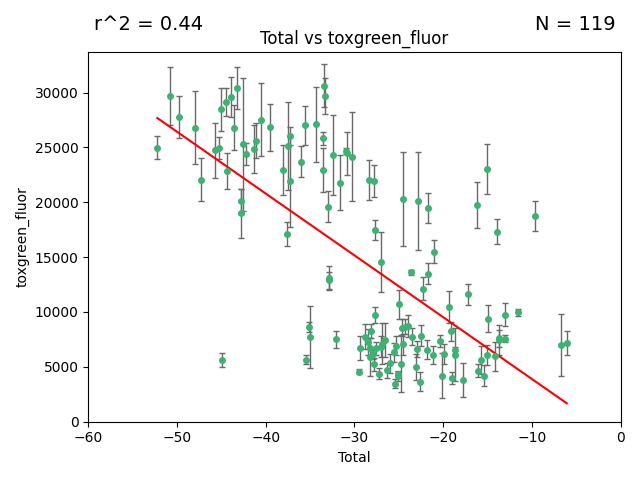 r^2 = 0.44
N = 119
Total vs toxgreen_fluor
toxgreen_fluor
30000
25000
20000
15000
10000
5000
0
−60
−50
−40
−30
−20
−10
0
Total